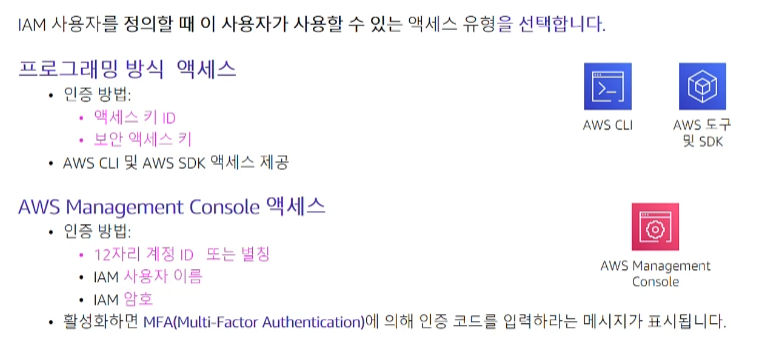 IAM 사용자를 정의할 때 이 사용자가 사용할 수 있는 액세스 유형을 선택합니다.
프로그래밍 방식 액세스
• 인증 방법:
• 액세스 키 ID
• 보안 액세스 키
• AWS CLI 및 AWS SDK 액세스 제공
AWS CLI
AWS 도구
및 SDK
AWS Management Console 액세스
• 인증 방법:
• 12자리 계정 ID 또는 별칭
• IAM 사용자 이름
• IAM 암호
• 활성화하면 MFA(Multi-Factor Authentication)에 의해 인증 코드를 입력하라는 메시지가 표시됩니다.
AWS Management
Console